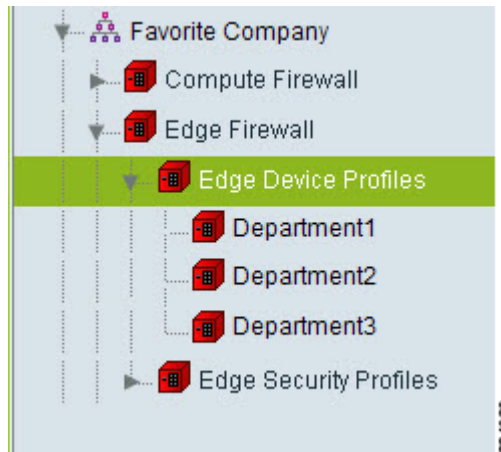 Favorite Company
Compute Firewall
Edge Firewall
Edge Device Profiles
Department1
Department2
Department3
Edge Security Profiles